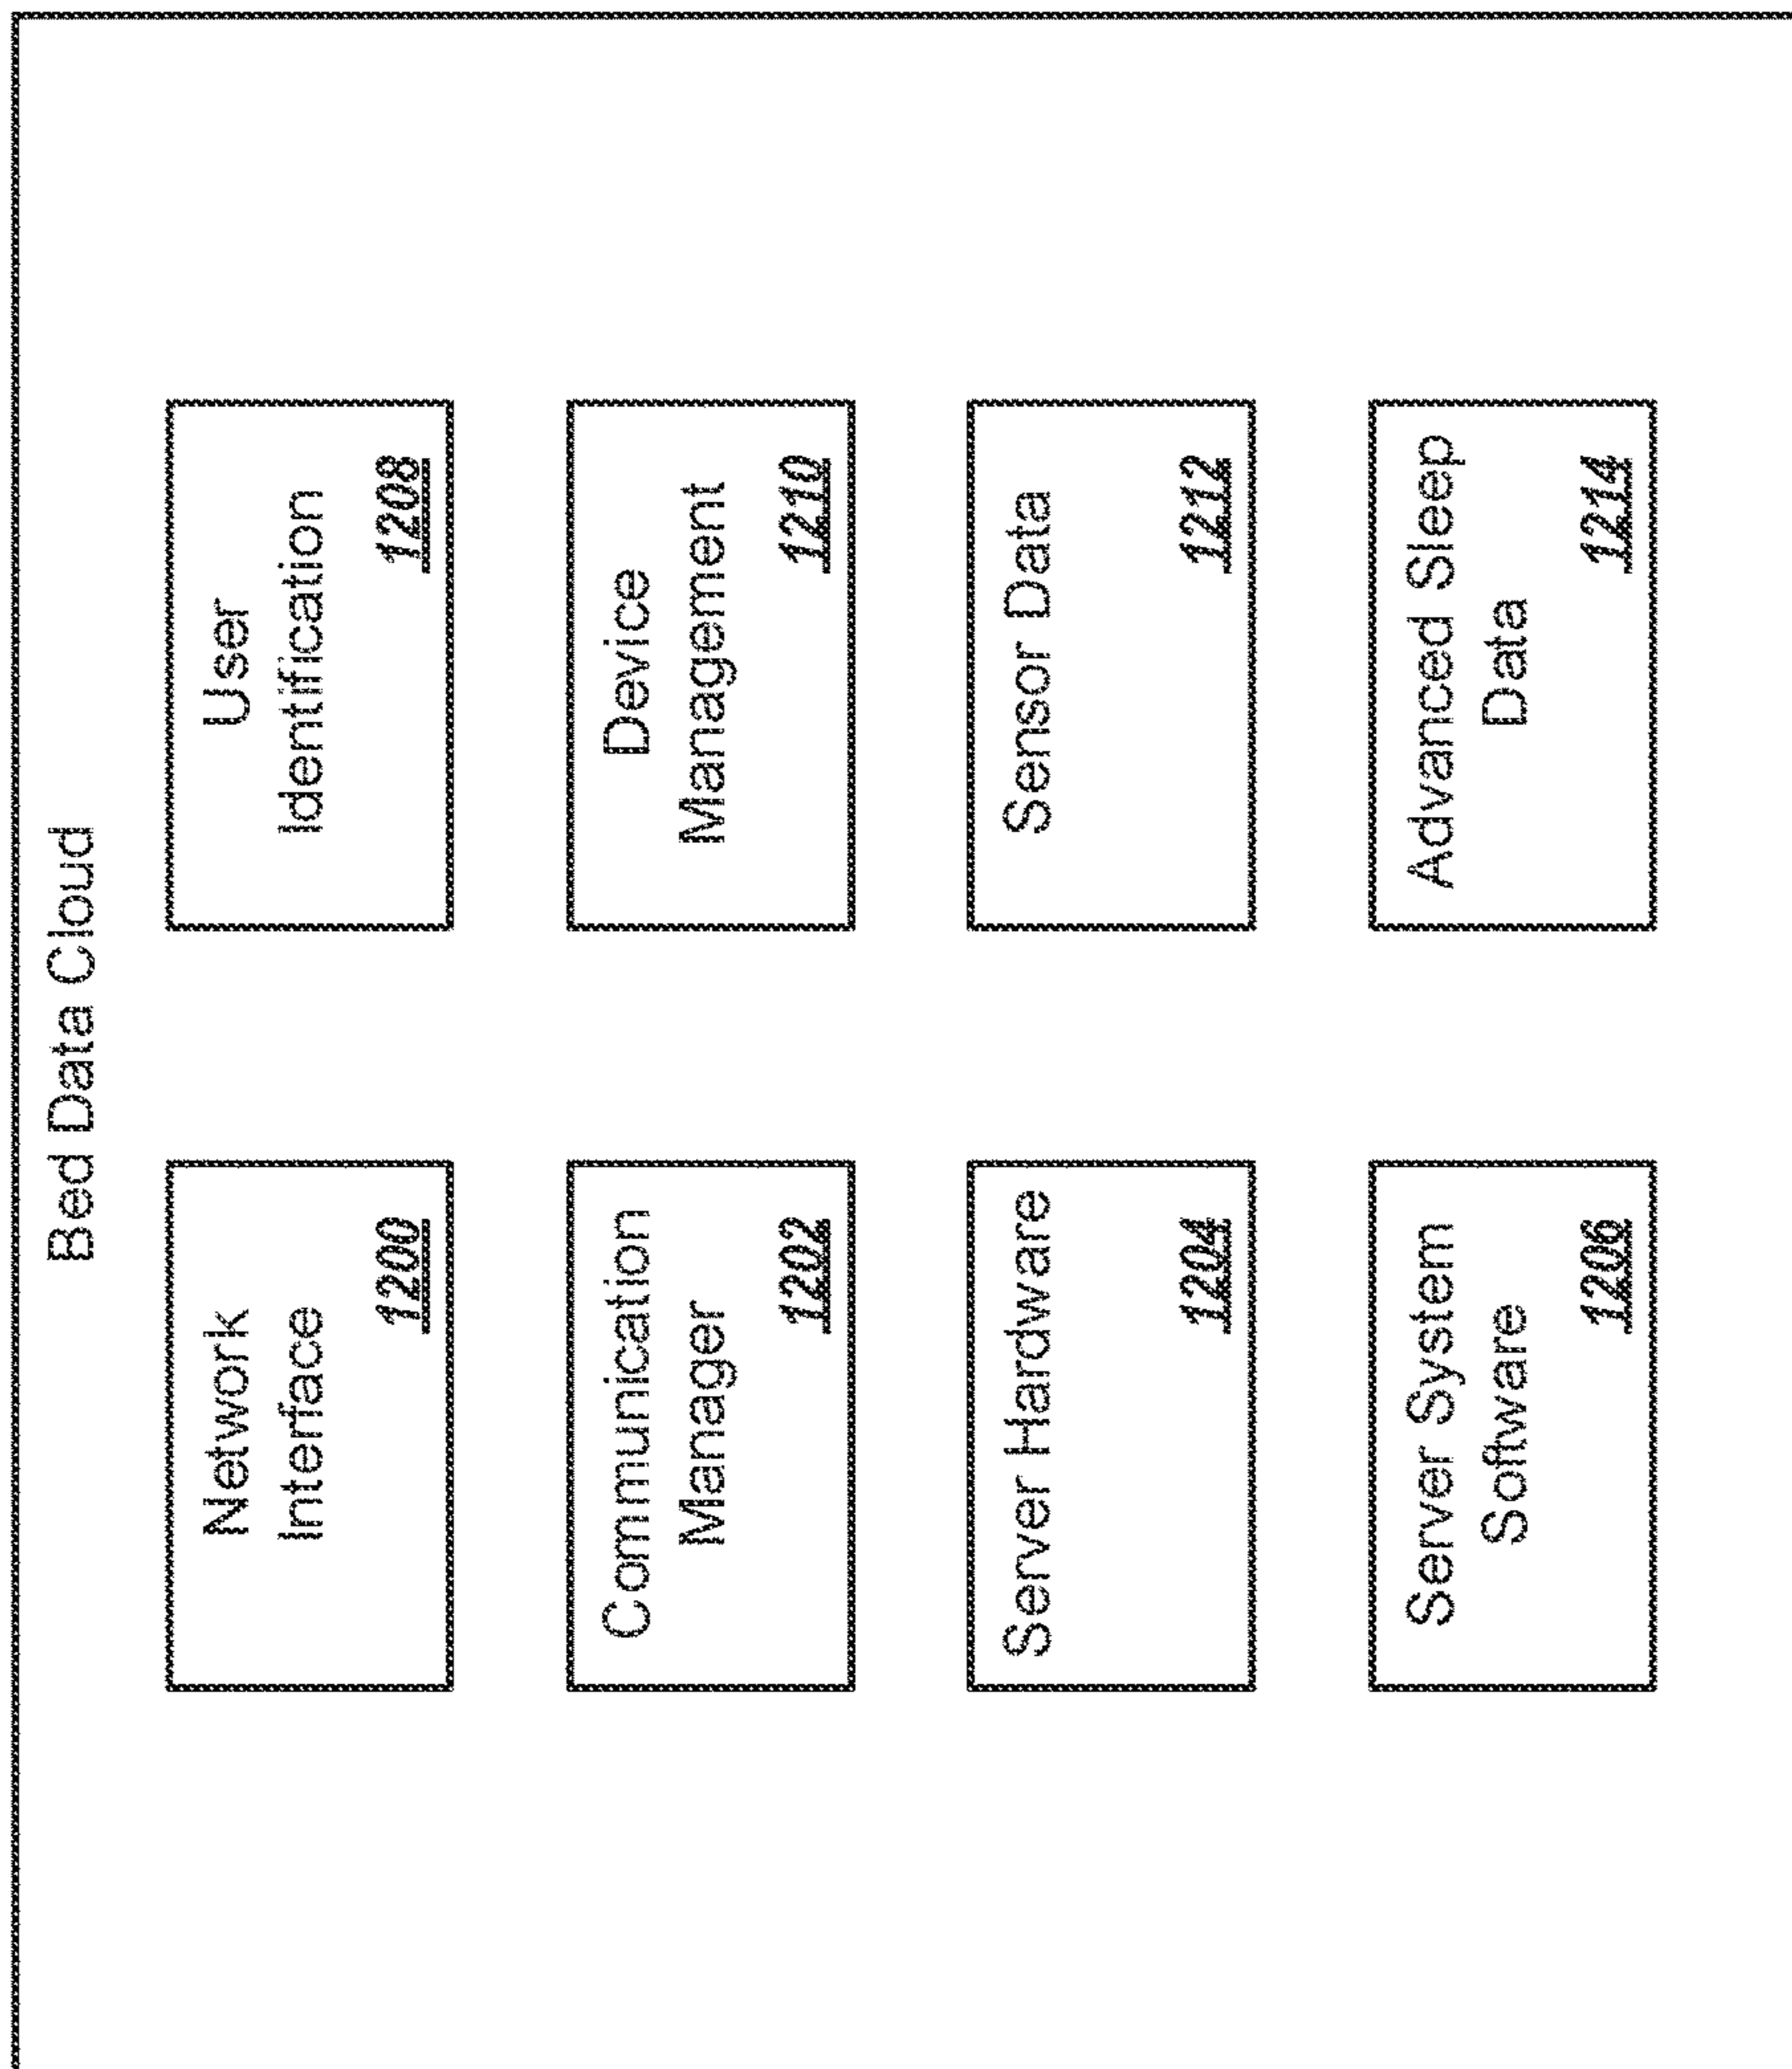 Bed Data Cloud
Network
Interface
1200
User
Identification
1208
Communication
Manager
1202
Device
Management
1210
Server Hardware
1204
Sensor Data
1212
Server System
Software
1206
Advanced Sleep
Data
1214